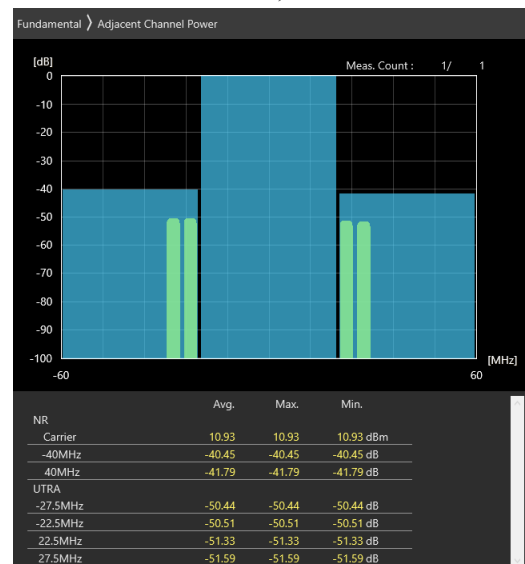 Fundamental 〉 Adjacent Channel Power
[dB] Meas. Count : 1/ 1
0
-10
-20
-30
-40
-50
-60
-70
-80
-90
-100 [MHz]
-60 60
Avg. Max. Min.
NR
Carrier 10.93 10.93 10.93 dBm
-40MHz -40.45 -40.45 -40.45 dB
40MHz -41.79 -41.79 -41.79 dB
UTRA
-27.5MHz -50.44 -50.44 -50.44 dB
-22.5MHz -50.51 -50.51 -50.51 dB
22.5MHz -51.33 -51.33 -51.33 dB
27.5MHz -51.59 -51.59 -51.59 dB